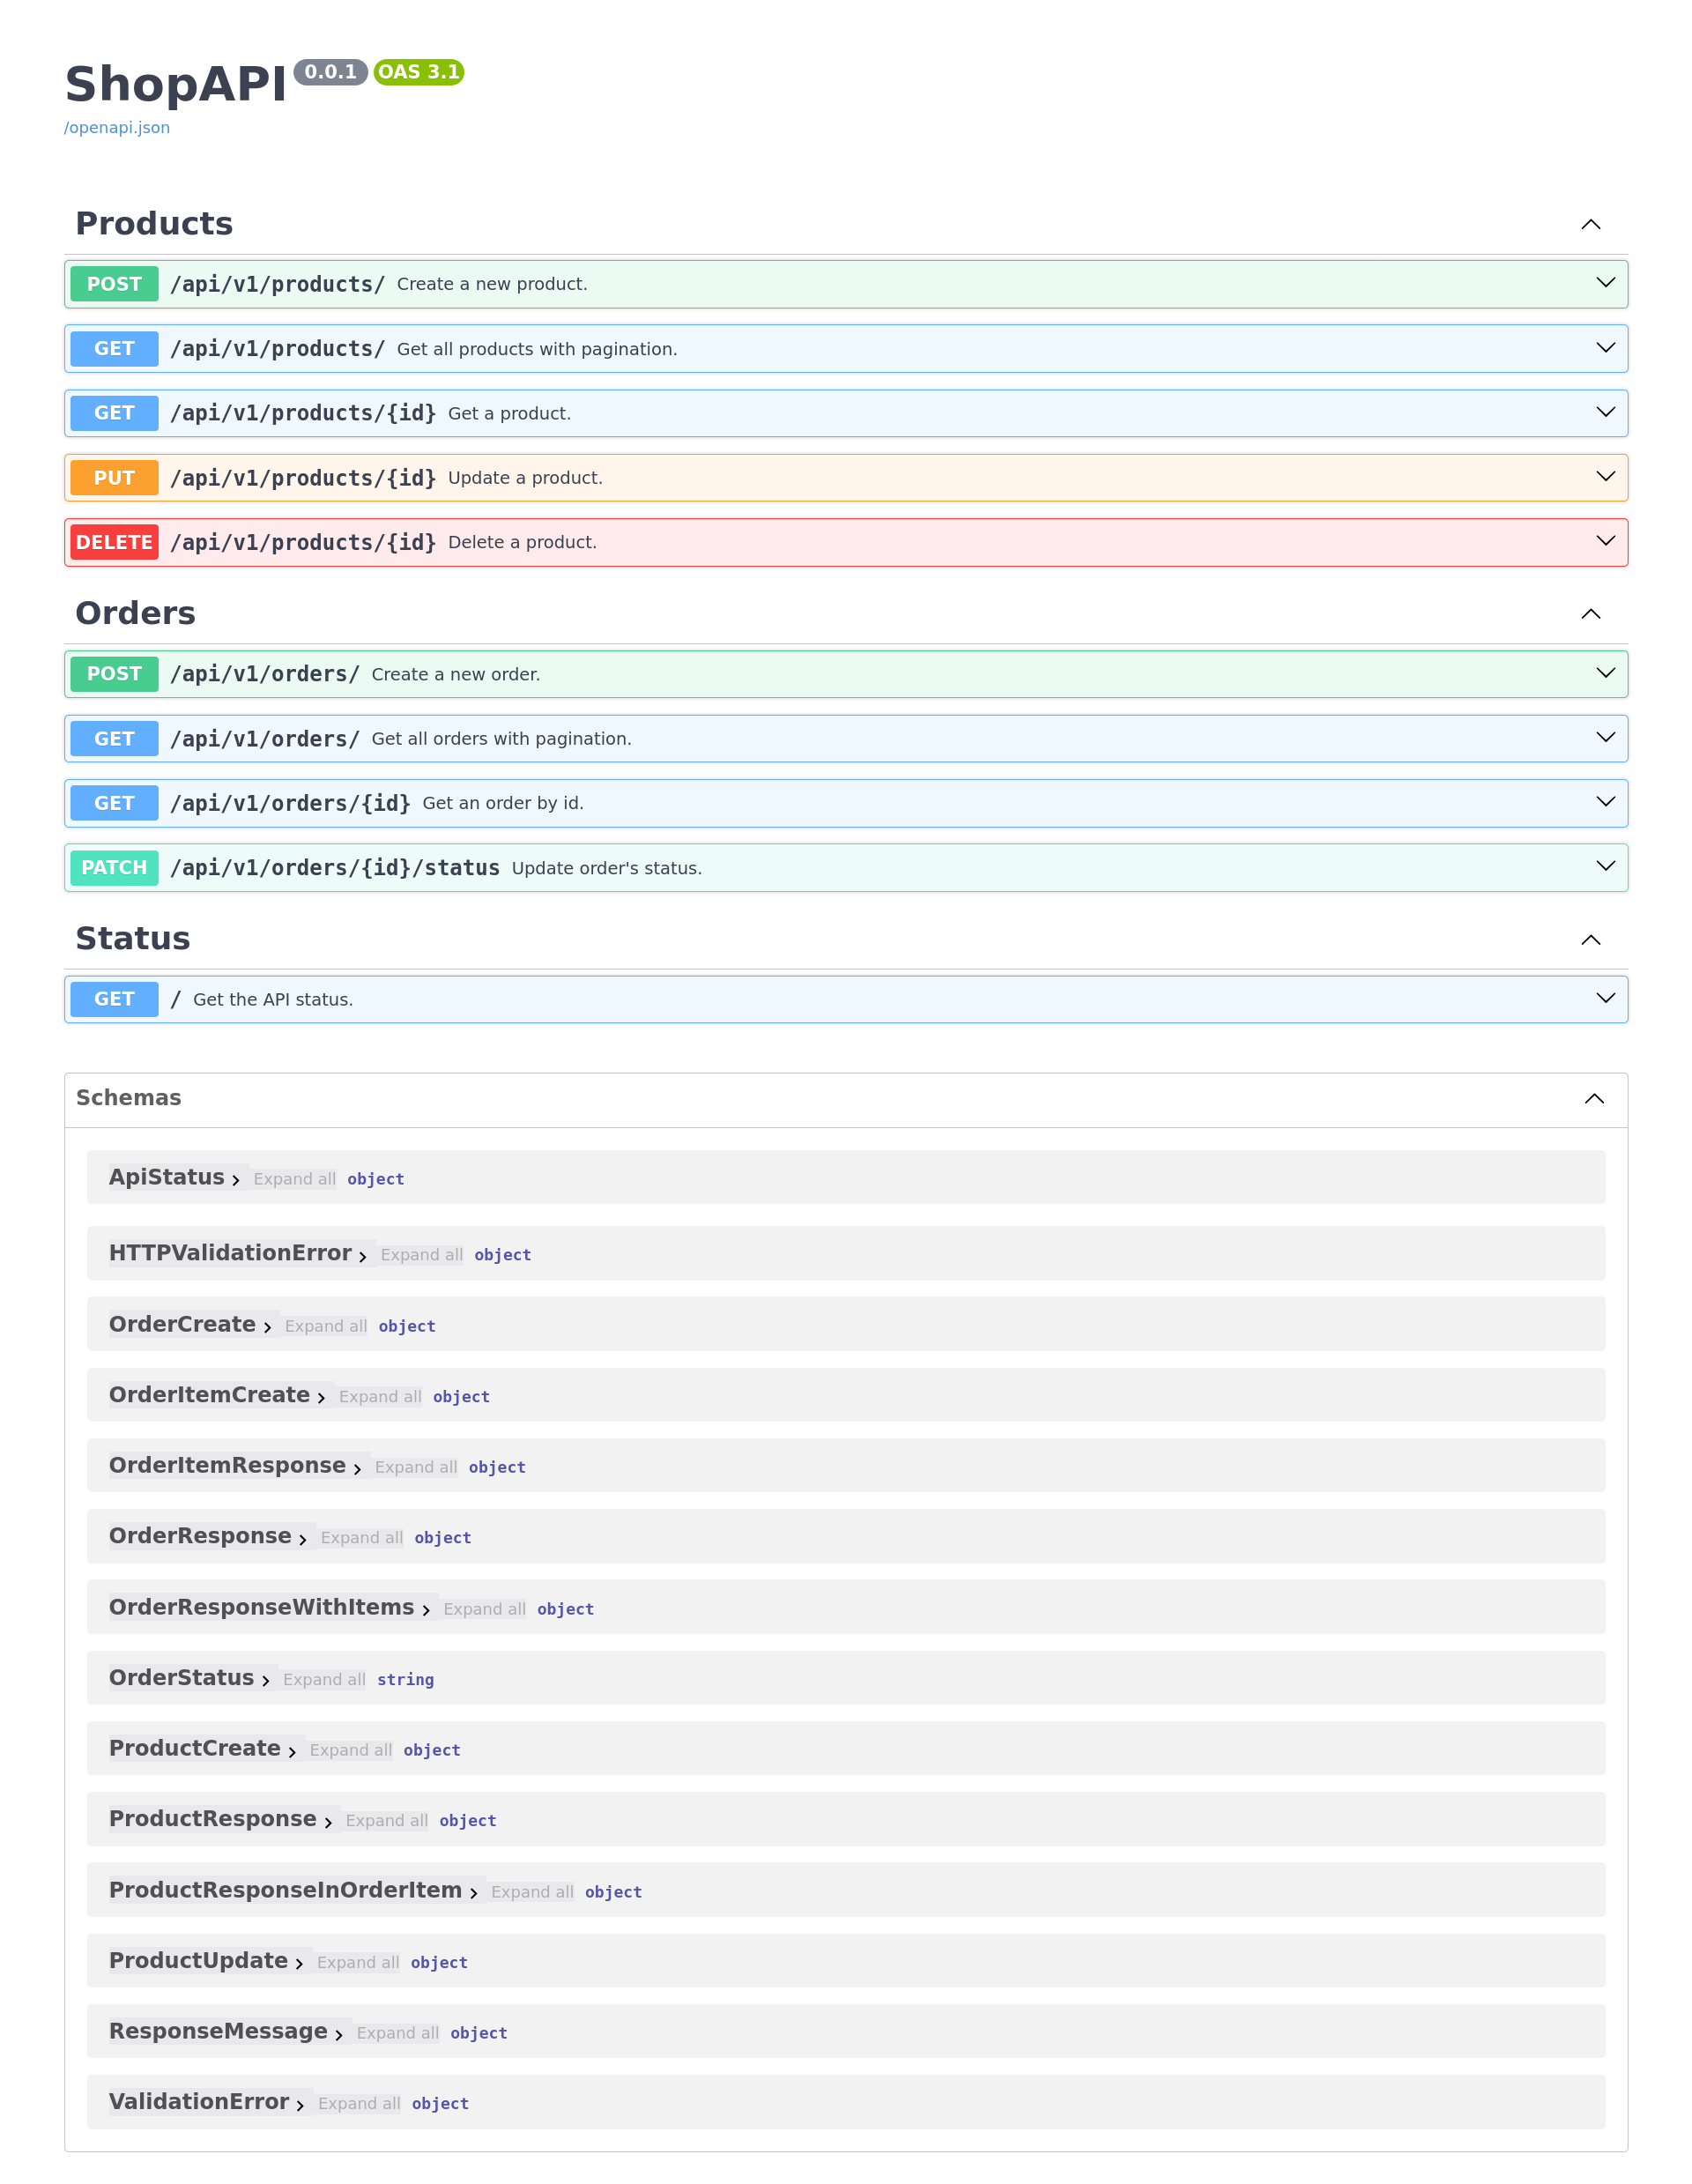 ShopAPI 0.0.1 OAS 3.1
/openapi.json
Products
POST /api/v1/products/ Create a new product.
GET /api/v1/products/ Get all products with pagination.
GET /api/v1/products/{id} Get a product.
PUT /api/v1/products/{id} Update a product.
DELETE /api/v1/products/{id} Delete a product.
Orders
POST /api/v1/orders/ Create a new order.
GET /api/v1/orders/ Get all orders with pagination.
GET /api/v1/orders/{id} Get an order by id.
PATCH /api/v1/orders/{id}/status Update order's status.
Status
GET / Get the API status.
Schemas
ApiStatus Expand all object
HTTPValidationError Expand all object
OrderCreate Expand all object
OrderItemCreate Expand all object
OrderItemResponse Expand all object
OrderResponse Expand all object
OrderResponseWithItems Expand all object
OrderStatus Expand all string
ProductCreate Expand all object
ProductResponse Expand all object
ProductResponseInOrderItem Expand all object
ProductUpdate Expand all object
ResponseMessage Expand all object
ValidationError Expand all object